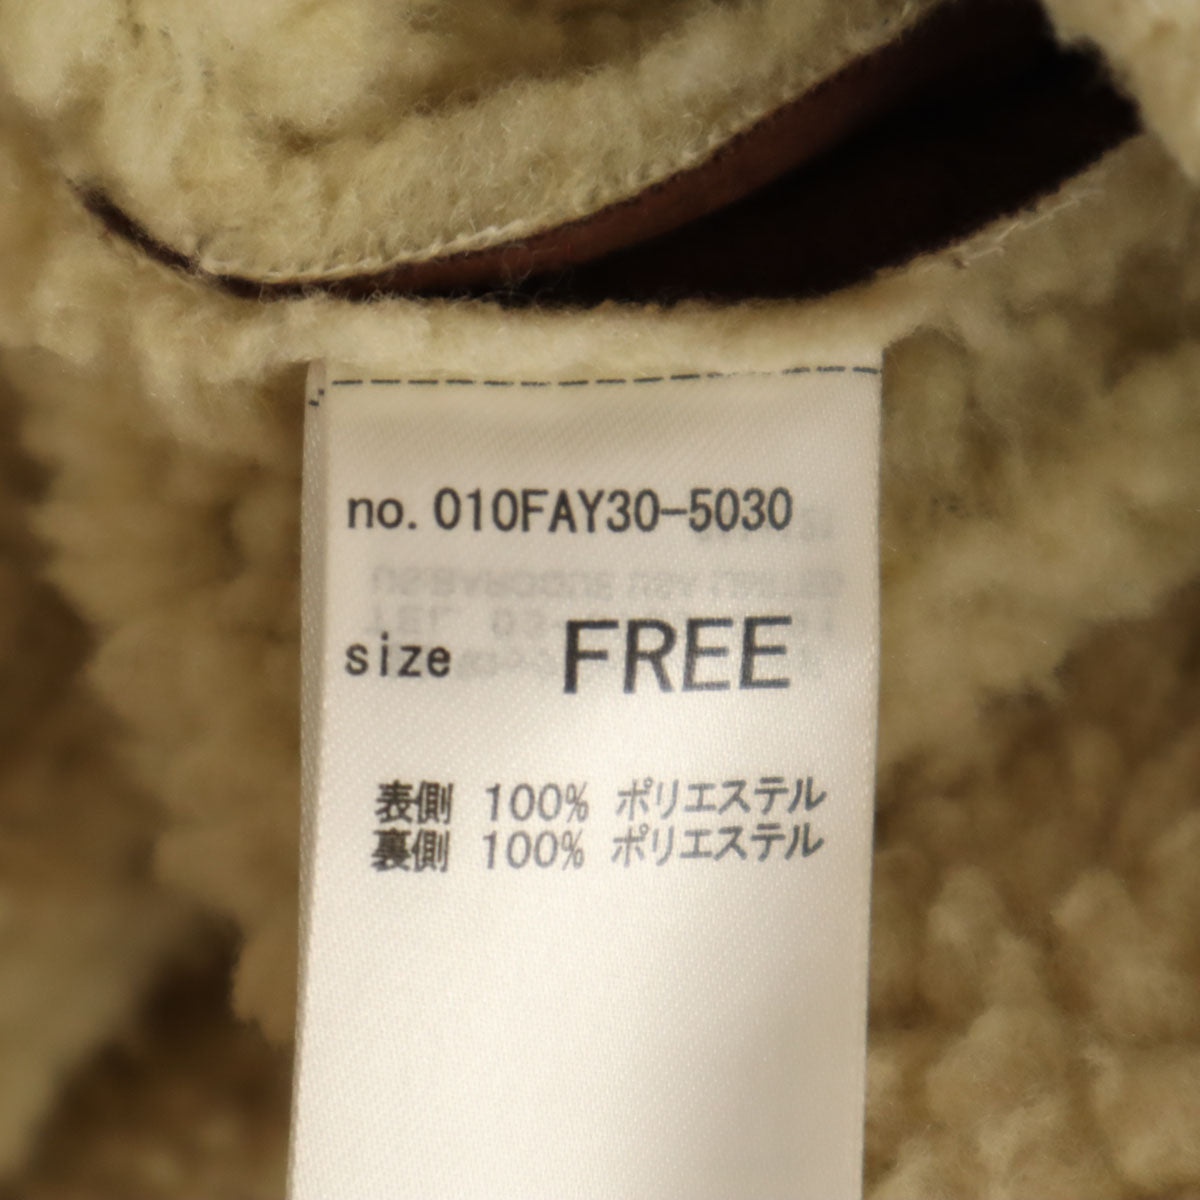 no. 010FAY30-5030
size FREE
表側 100% ポリエステル
裏側 100% ポリエステル